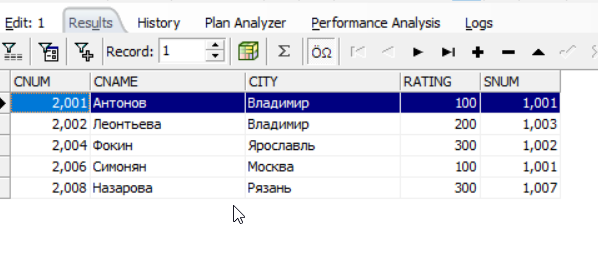 Edit: 1 Results History Plan Analyzer Performance Analysis Logs
Record: 1 Σ ÖΩ
CNUM CNAME CITY RATING SNUM
2,001 Антонов Владимир 100 1,001
2,002 Леонтьева Владимир 200 1,003
2,004 Фокин Ярославль 300 1,002
2,006 Симонян Москва 100 1,001
2,008 Назарова Рязань 300 1,007